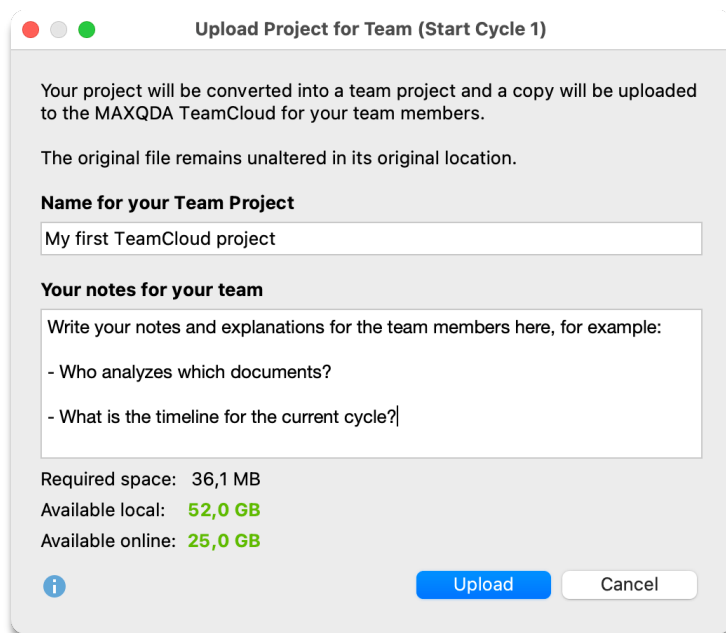 Upload Project for Team (Start Cycle 1)
Your project will be converted into a team project and a copy will be uploaded
to the MAXQDA TeamCloud for your team members.
The original file remains unaltered in its original location.
Name for your Team Project
My first TeamCloud project
Your notes for your team
Write your notes and explanations for the team members here, for example:
- Who analyzes which documents?
- What is the timeline for the current cycle?
Required space: 36,1 MB
Available local: 52,0 GB
Available online: 25,0 GB
Upload Cancel